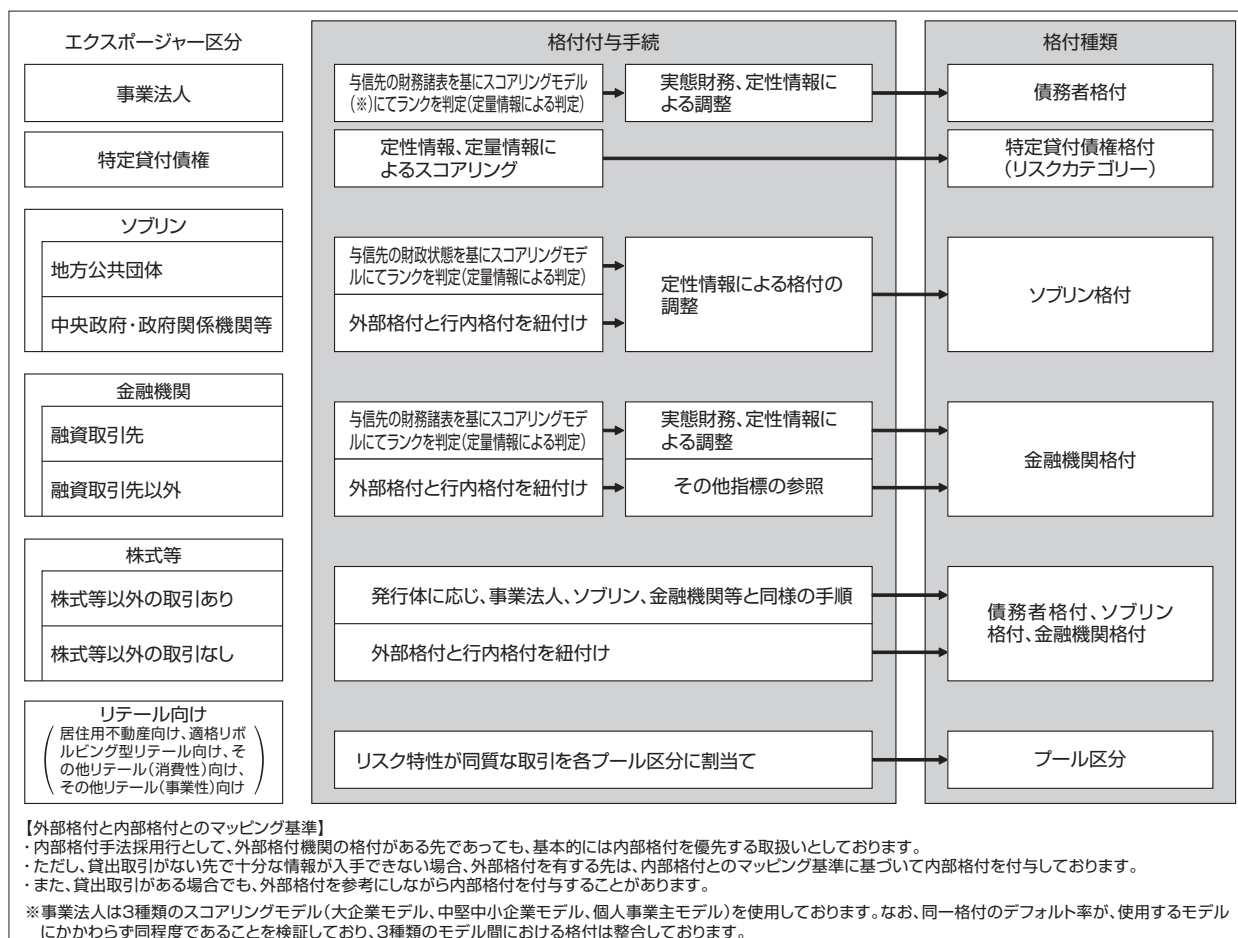 エクスポージャー区分
格付付与手続
格付種類
事業法人
与信先の財務諸表を基にスコアリングモデル
(※)にてランクを判定(定量情報による判定)
実態財務、定性情報に
よる調整
債務者格付
特定貸付債権
定性情報、定量情報に
よるスコアリング
特定貸付債権格付
(リスクカテゴリー)
ソブリン
地方公共団体
与信先の財政状態を基にスコアリングモデ
ルにてランクを判定(定量情報による判定)
中央政府・政府関係機関等
外部格付と行内格付を紐付け
定性情報による格付の
調整
ソブリン格付
金融機関
融資取引先
与信先の財務諸表を基にスコアリングモデ
ルにてランクを判定(定量情報による判定)
実態財務、定性情報に
よる調整
融資取引先以外
外部格付と行内格付を紐付け
その他指標の参照
金融機関格付
株式等
株式等以外の取引あり
発行体に応じ、事業法人、ソブリン、金融機関等と同様の手順
株式等以外の取引なし
外部格付と行内格付を紐付け
債務者格付、ソブリン
格付、金融機関格付
リテール向け
居住用不動産向け、適格リボ
ルビング型リテール向け、そ
の他リテール(消費性)向け、
その他リテール(事業性)向け
リスク特性が同質な取引を各プール区分に割当て
プール区分
【外部格付と内部格付とのマッピング基準】
・内部格付手法採用行として、外部格付機関の格付がある先であっても、基本的には内部格付を優先する取扱いとしております。
・ただし、貸出取引がない先で十分な情報が入手できない場合、外部格付を有する先は、内部格付とのマッピング基準に基づいて内部格付を付与しております。
・また、貸出取引がある場合でも、外部格付を参考にしながら内部格付を付与することがあります。
※事業法人は3種類のスコアリングモデル(大企業モデル、中堅中小企業モデル、個人事業主モデル)を使用しております。なお、同一格付のデフォルト率が、使用するモデル
にかかわらず同程度であることを検証しており、3種類のモデル間における格付は整合しております。